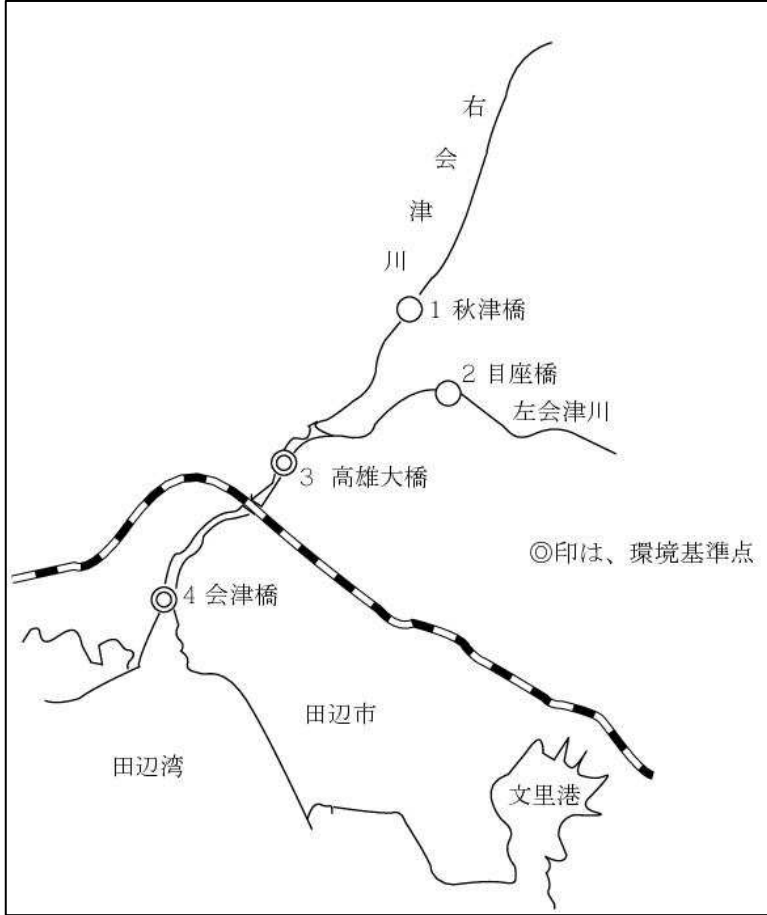 右会津川
1 秋津橋
2 目座橋
左会津川
3 高雄大橋
◎印は、環境基準点
4 会津橋
田辺市
田辺湾
文里港